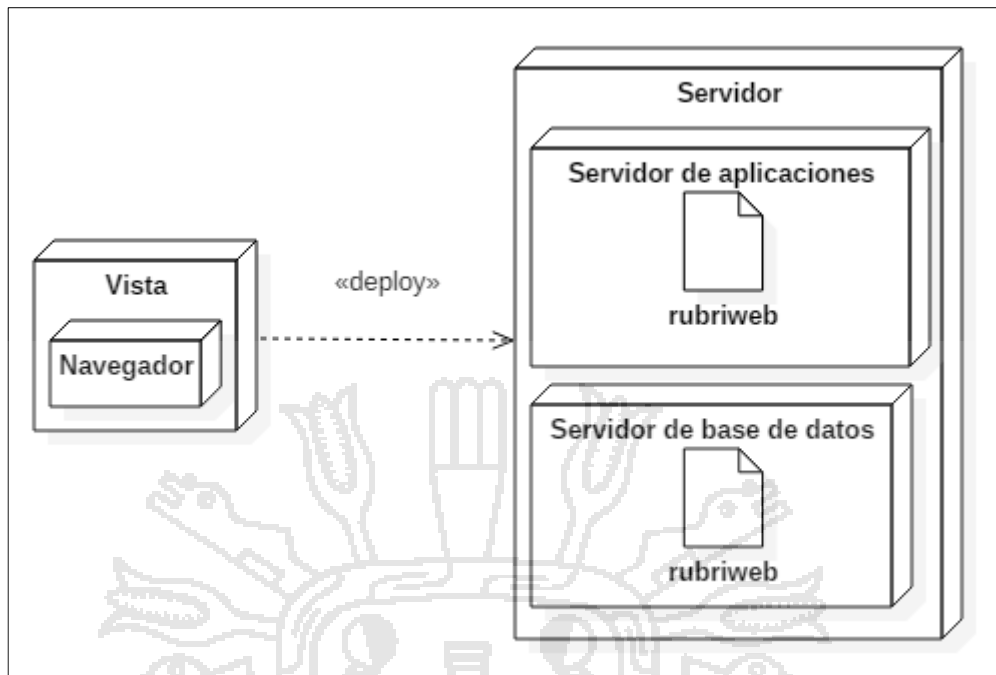 Servidor
Servidor de aplicaciones
rubriweb
Vista
Navegador
«deploy»
Servidor de base de datos
rubriweb